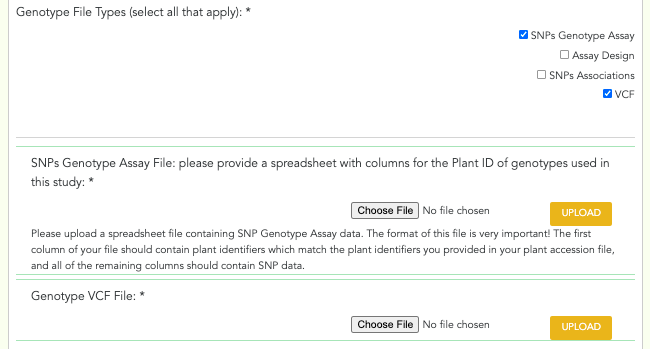 Genotype File Types (select all that apply): *
SNPs Genotype Assay
Assay Design
SNPs Associations
VCF
SNPs Genotype Assay File: please provide a spreadsheet with columns for the Plant ID of genotypes used in
this study: *
Choose File No file chosen UPLOAD
Please upload a spreadsheet file containing SNP Genotype Assay data. The format of this file is very important! The first
column of your file should contain plant identifiers which match the plant identifiers you provided in your plant accession file,
and all of the remaining columns should contain SNP data.
Genotype VCF File: *
Choose File No file chosen UPLOAD